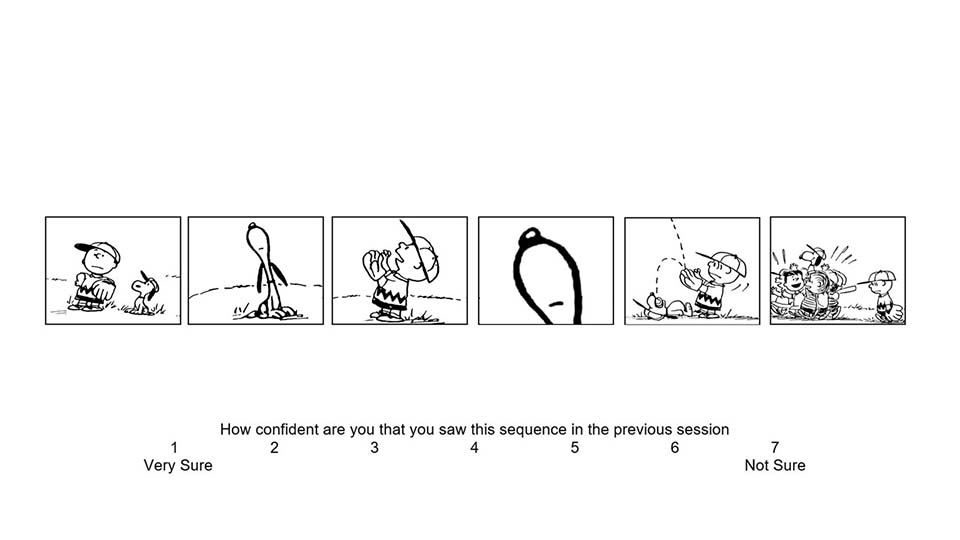 How confident are you that you saw this sequence in the previous session
1 2 3 4 5 6 7
Very Sure Not Sure